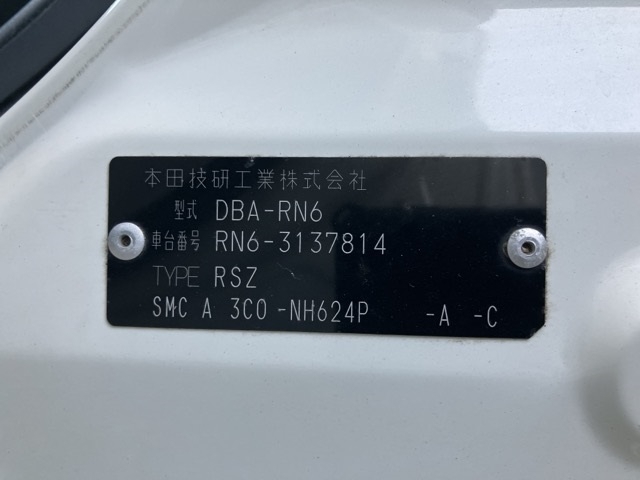 本田技研工業株式会社
型式 DBA-RN6
車台番号 RN6-3137814
TYPE RSZ
SMC A 3C0 -NH624P -A -C